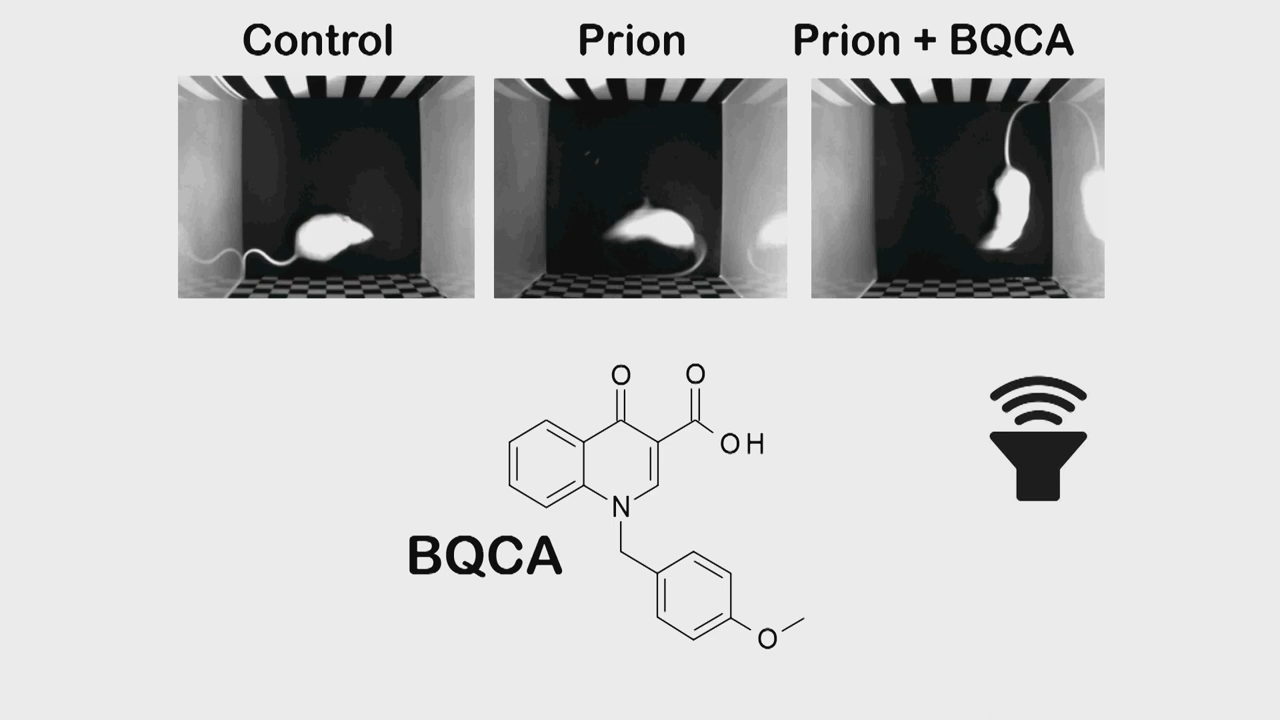 Control
Prion
Prion + BQCA
O
O
OH
N
BQCA
O